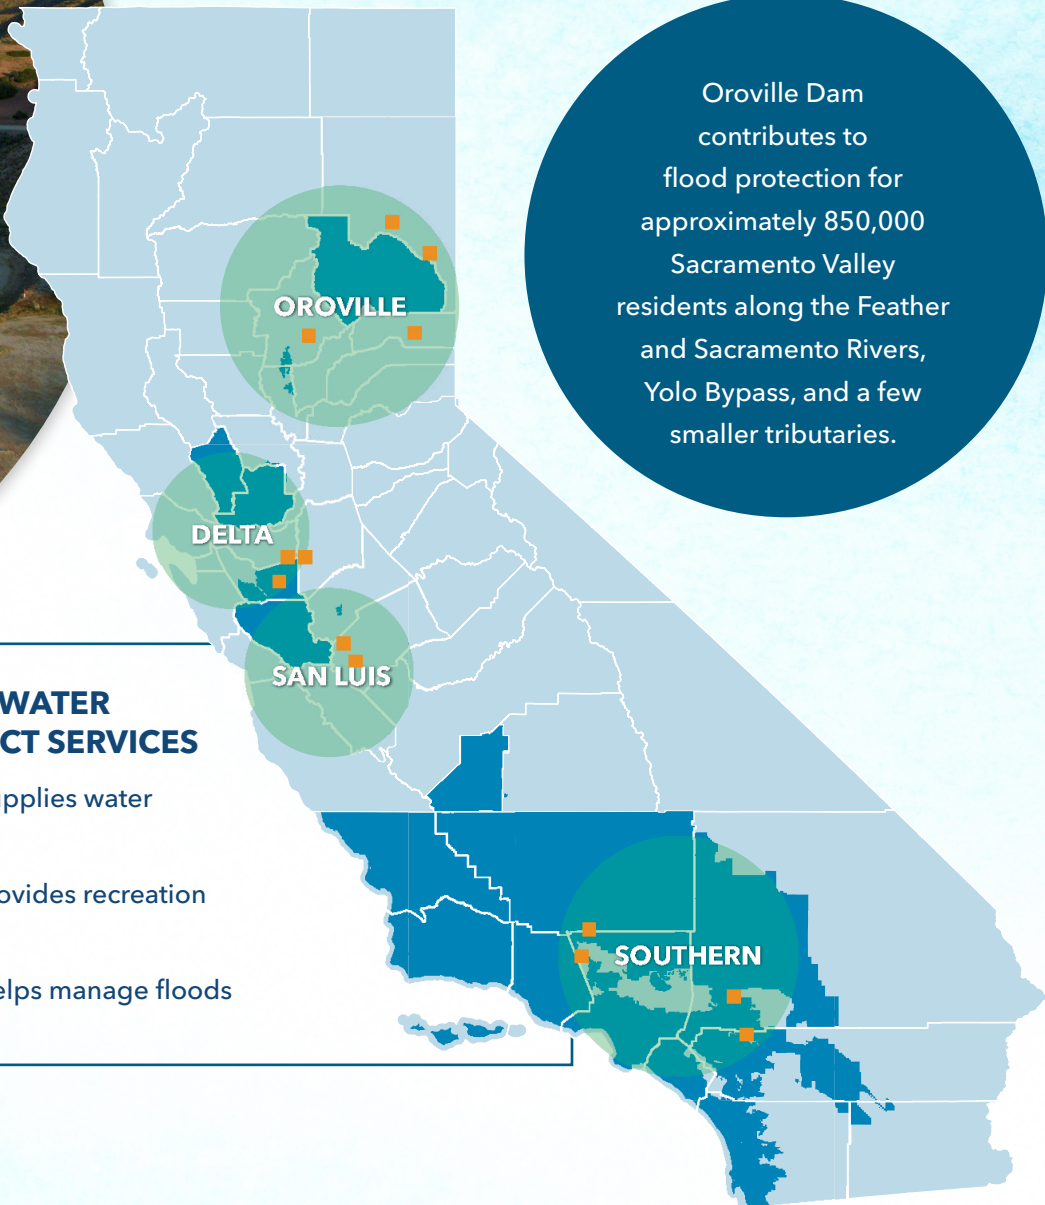 Oroville Dam
contributes to
flood protection for
approximately 850,000
Sacramento Valley
residents along the Feather
and Sacramento Rivers,
Yolo Bypass, and a few
smaller tributaries.
OROVILLE
DELTA
SAN LUIS
WATER
CT SERVICES
upplies water
ovides recreation
elps manage floods
SOUTHERN